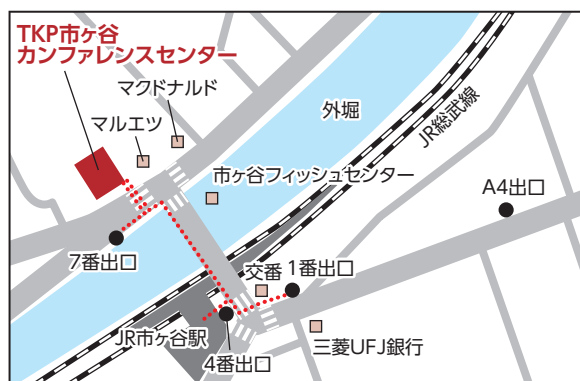 TKP市ヶ谷
カンファレンスセンター
マクドナルド
マルエツ
外堀
JR総武線
市ヶ谷フィッシュセンター
A4出口
7番出口
交番
1番出口
JR市ヶ谷駅
4番出口
三菱UFJ銀行